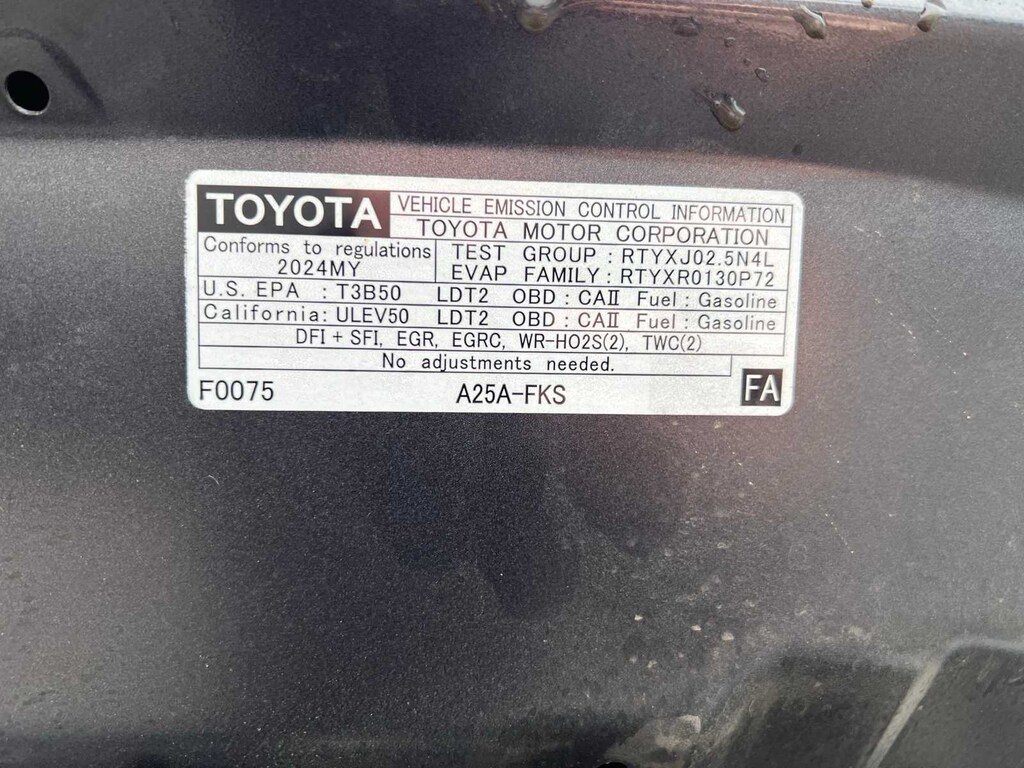 TOYOTA VEHICLE EMISSION CONTROL INFORMATION
TOYOTA MOTOR CORPORATION
Conforms to regulations
2024MY
TEST GROUP : RTYXJ02.5N4L
EVAP FAMILY : RTYXR0130P72
U.S. EPA : T3B50 LDT2 OBD : CAⅡ Fuel : Gasoline
California: ULEV50 LDT2 OBD : CAⅡ Fuel : Gasoline
DFI + SFI, EGR, EGRC, WR-HO2S(2), TWC(2)
No adjustments needed.
F0075 A25A-FKS FA